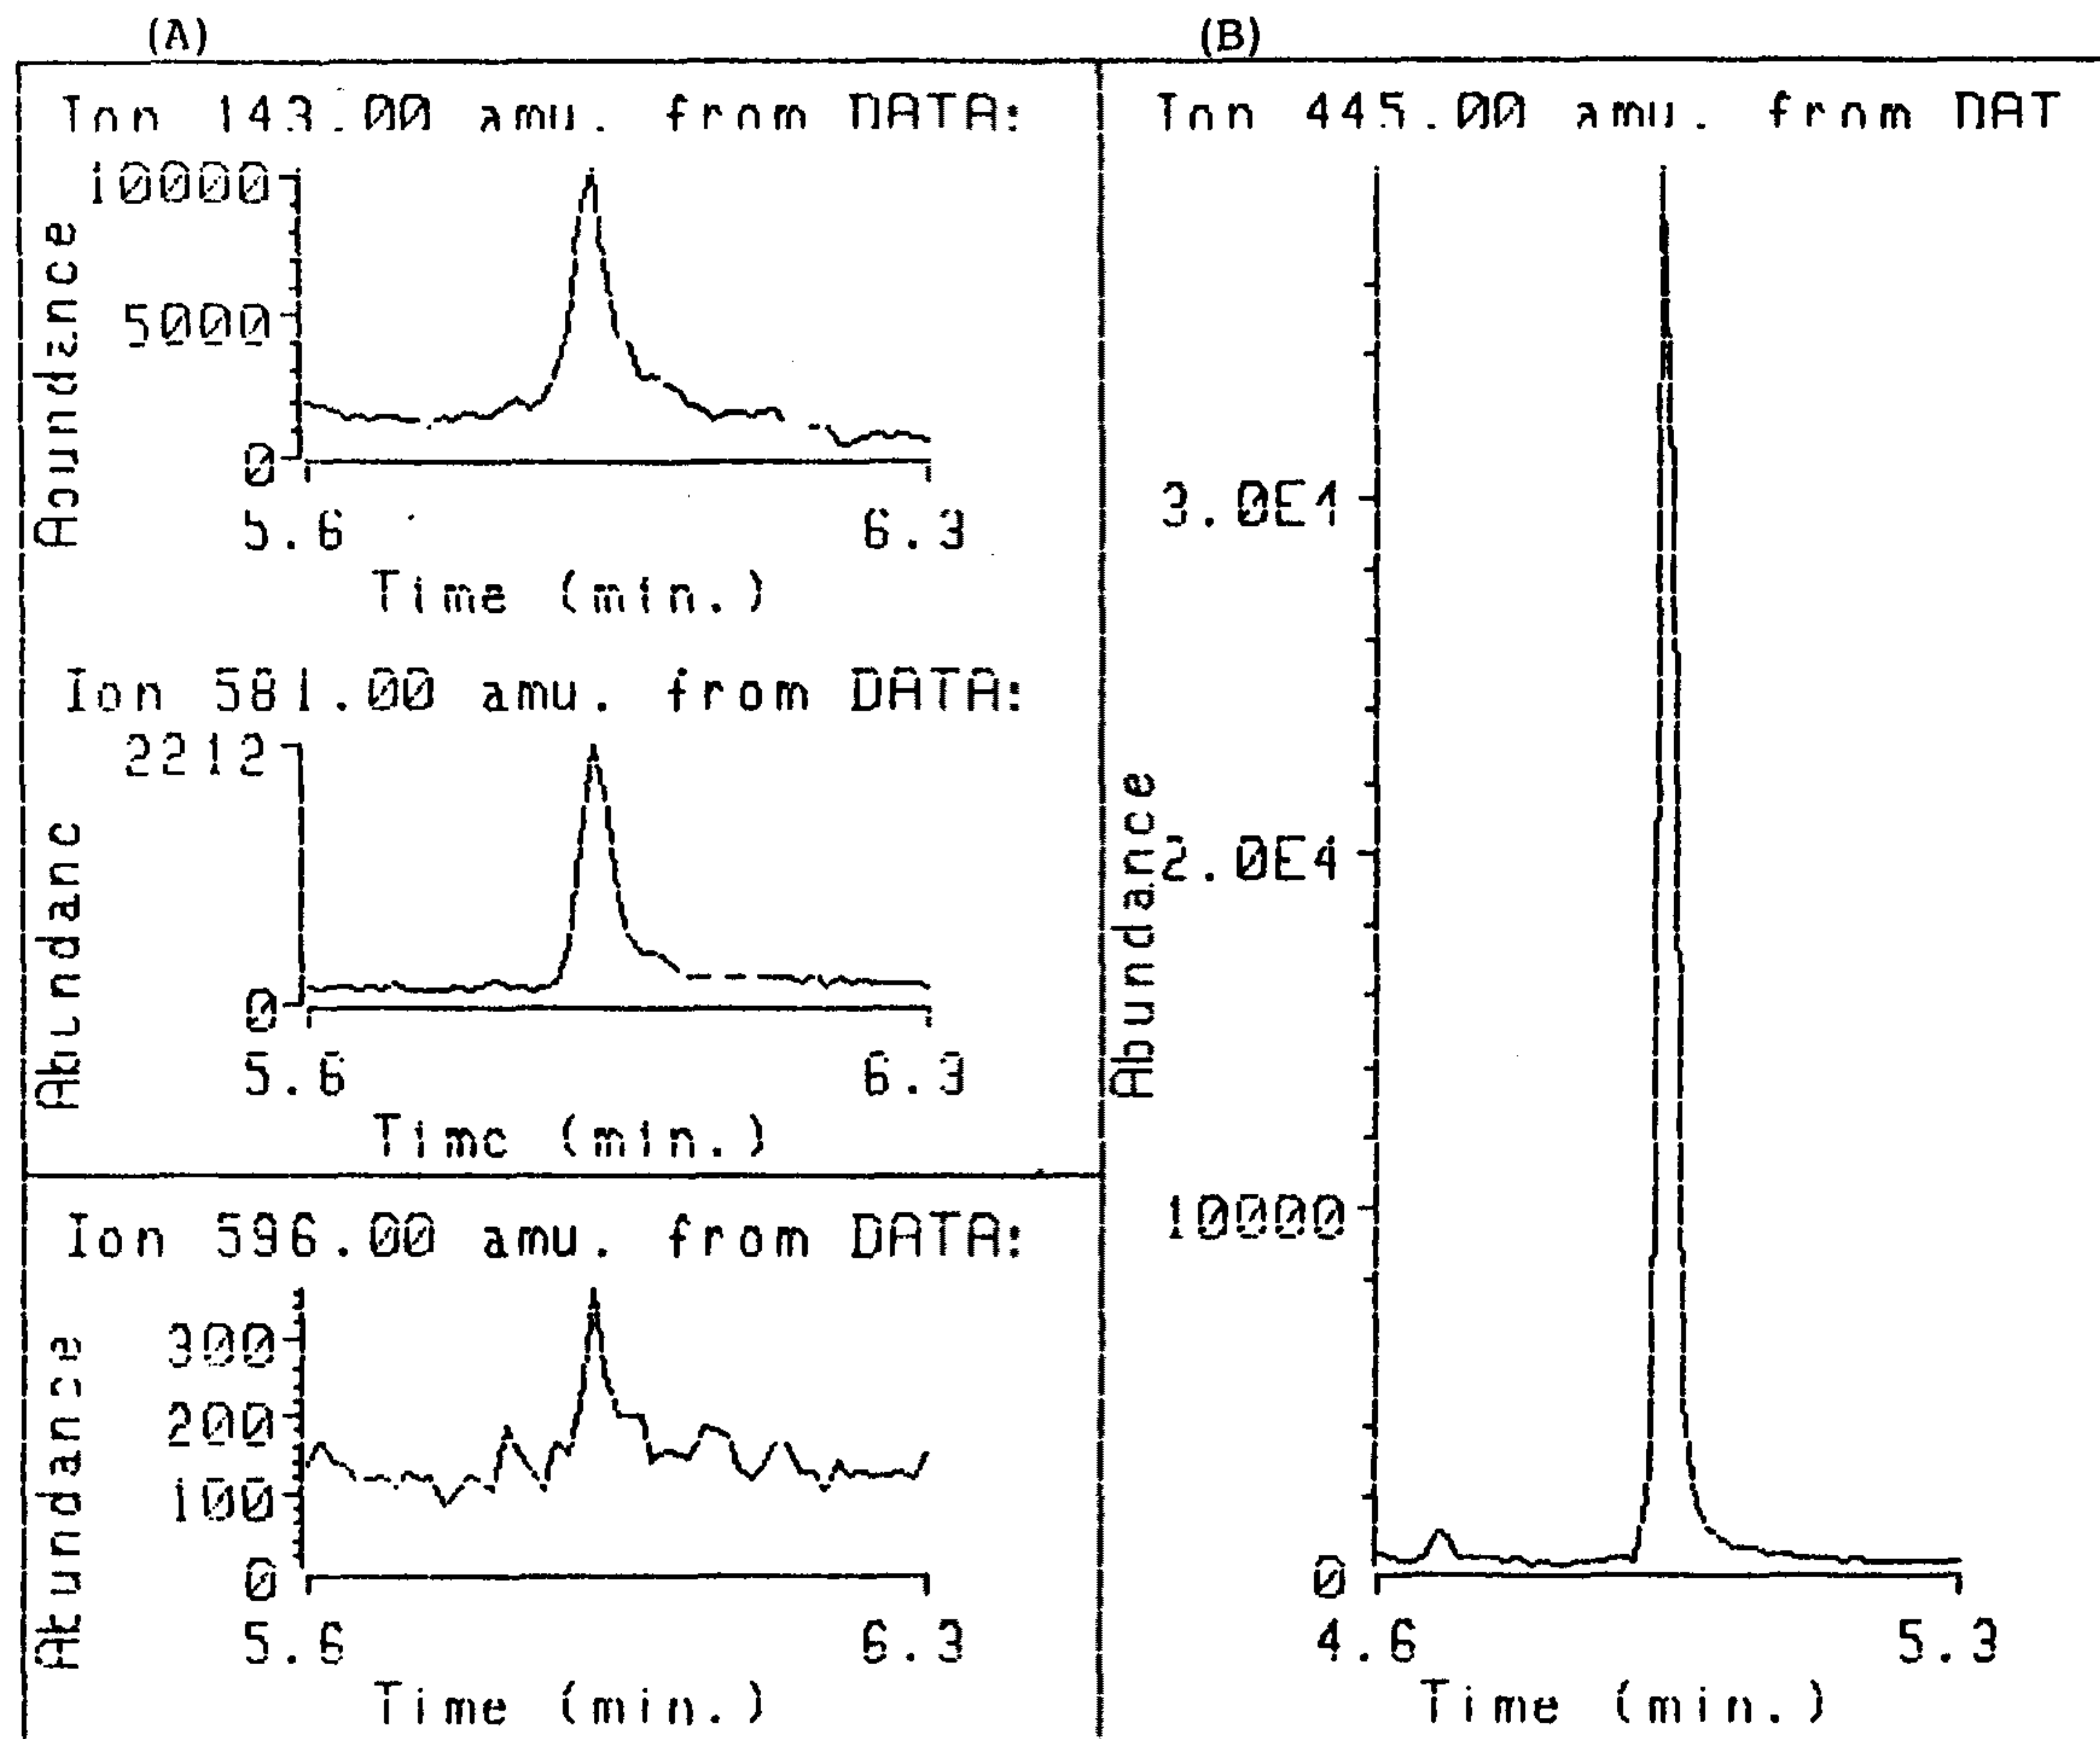 (A)
Ion 143.00 amu. from DATA:
10000
5000
0
Abundance
5.6 6.3
Time (min.)
Ion 581.00 amu. from DATA:
2212
0
Abundanc
5.6 6.3
Time (min.)
Ion 596.00 amu. from DATA:
300
200
100
0
Abundance
5.6 6.3
Time (min.)
(B)
Ion 445.00 amu. from DAT
3.0E4
2.0E4
10000
0
Abundance
4.6 5.3
Time (min.)